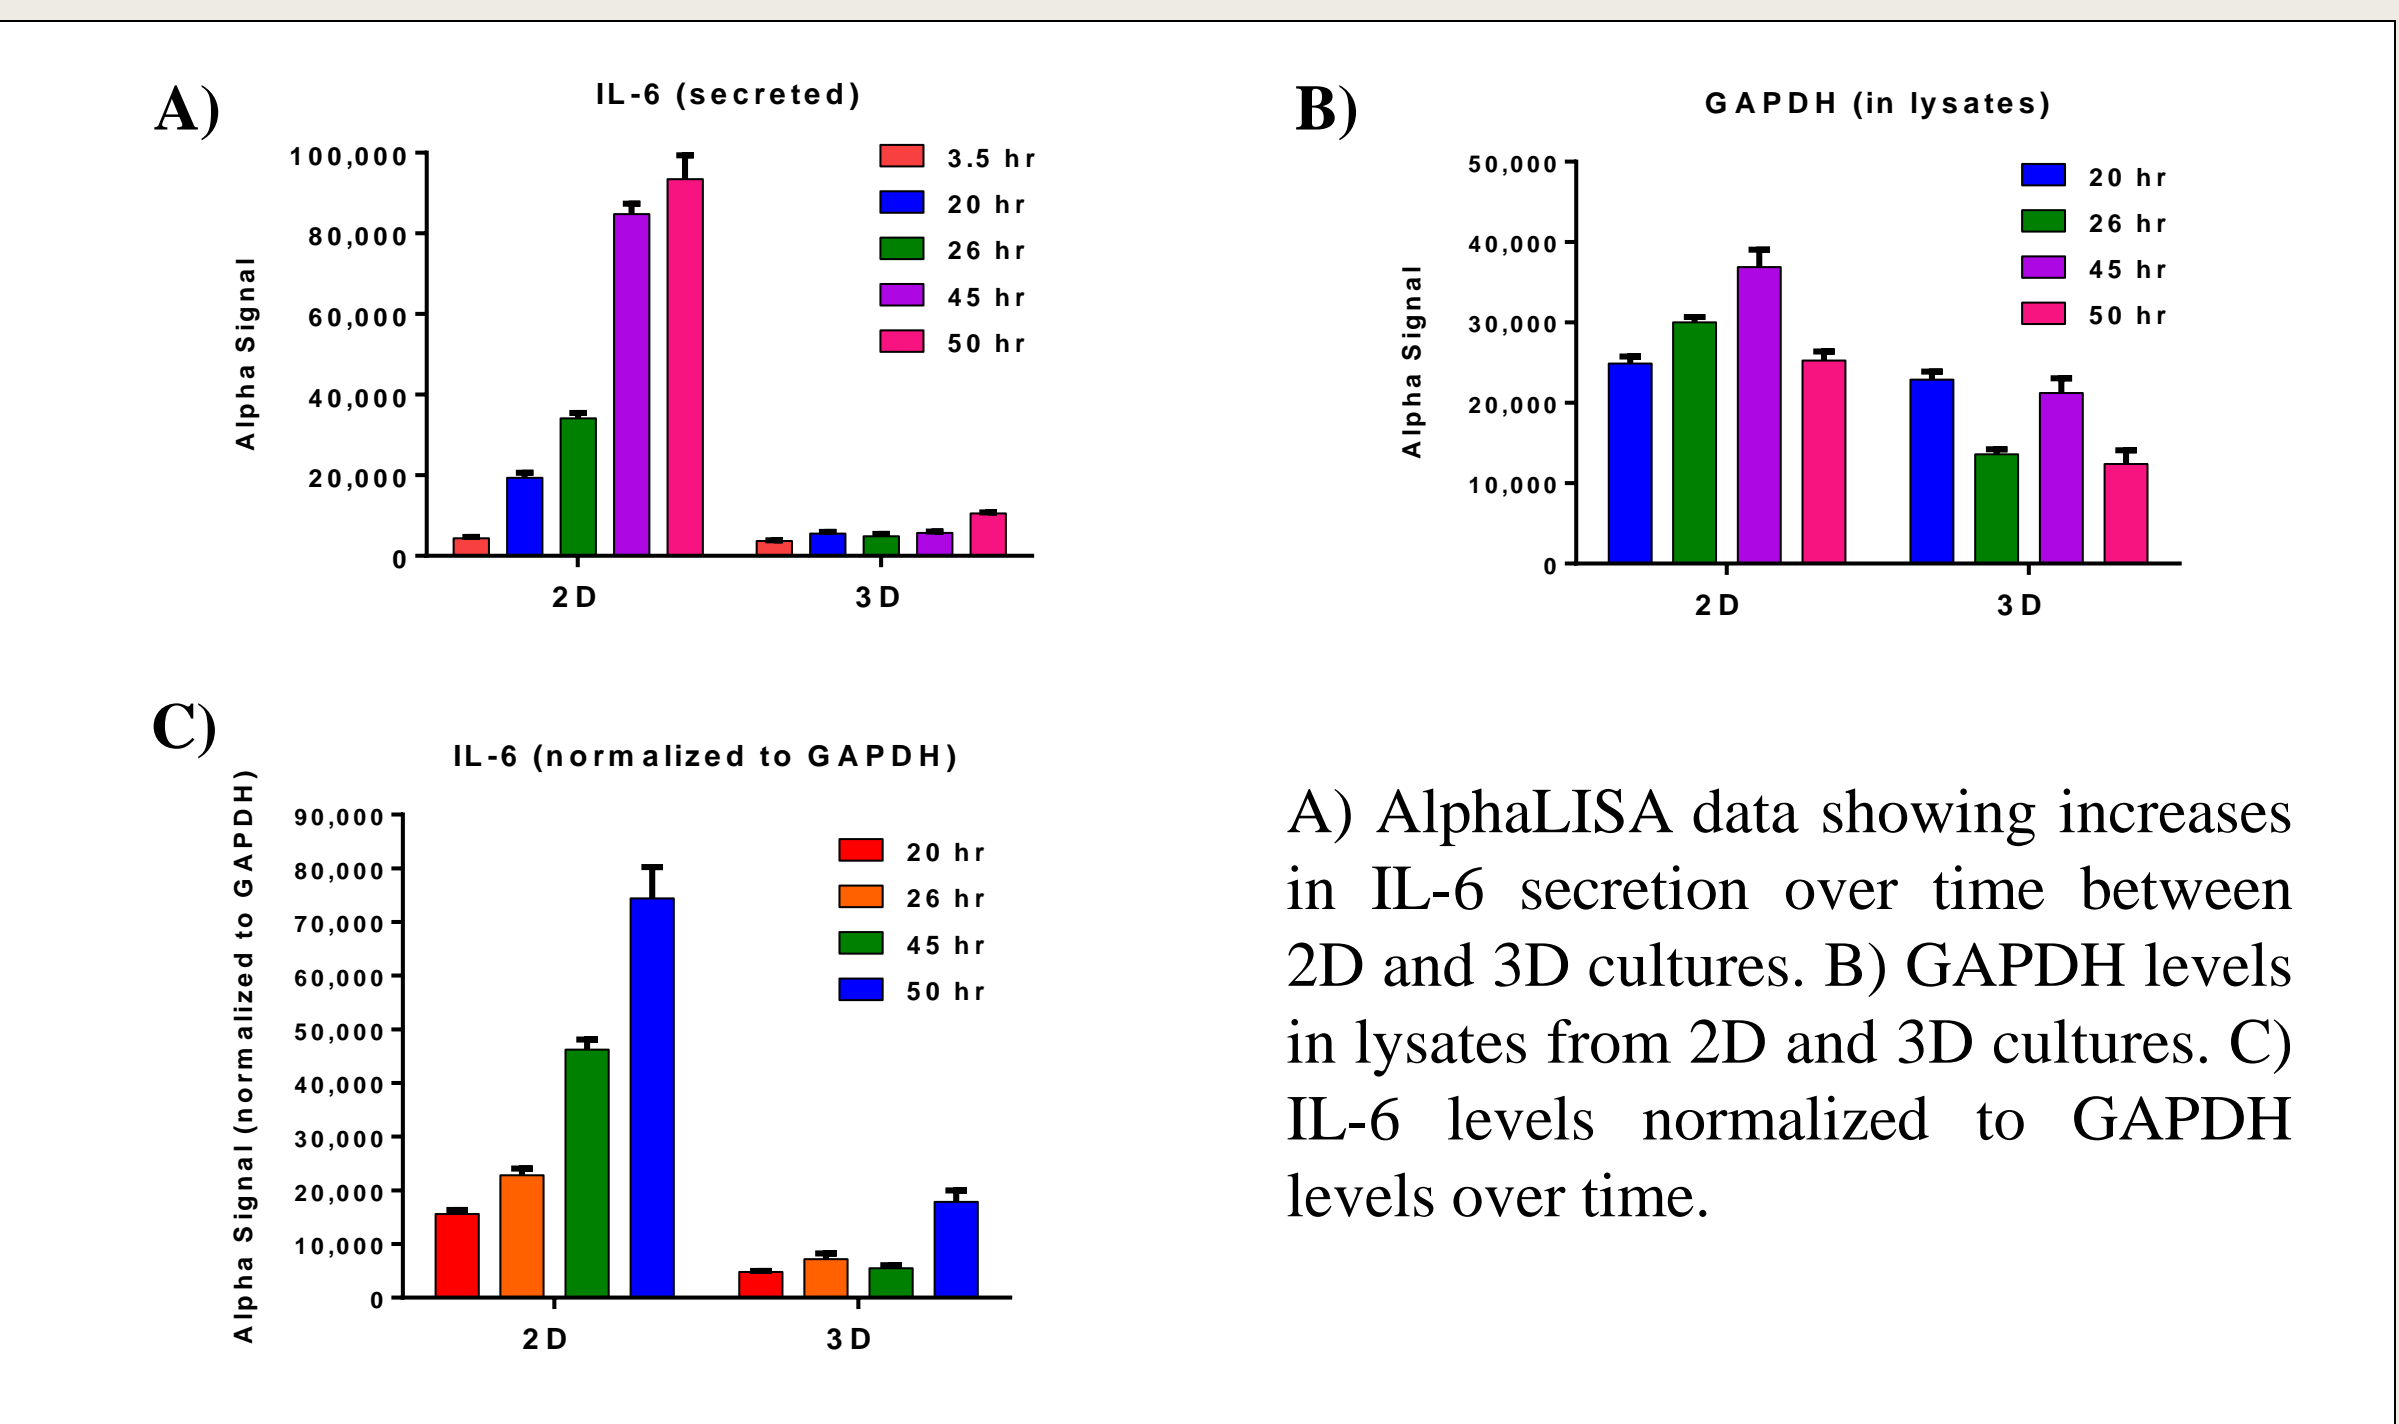 A)
IL-6 (secreted)
Alpha Signal
100,000
80,000
60,000
40,000
20,000
0
2D
3D
3.5 hr
20 hr
26 hr
45 hr
50 hr
B)
GAPDH (in lysates)
Alpha Signal
50,000
40,000
30,000
20,000
10,000
0
2D
3D
20 hr
26 hr
45 hr
50 hr
C)
IL-6 (normalized to GAPDH)
Alpha Signal (normalized to GAPDH)
90,000
80,000
70,000
60,000
50,000
40,000
30,000
20,000
10,000
0
2D
3D
20 hr
26 hr
45 hr
50 hr
A) AlphaLISA data showing increases
in IL-6 secretion over time between
2D and 3D cultures. B) GAPDH levels
in lysates from 2D and 3D cultures. C)
IL-6 levels normalized to GAPDH
levels over time.